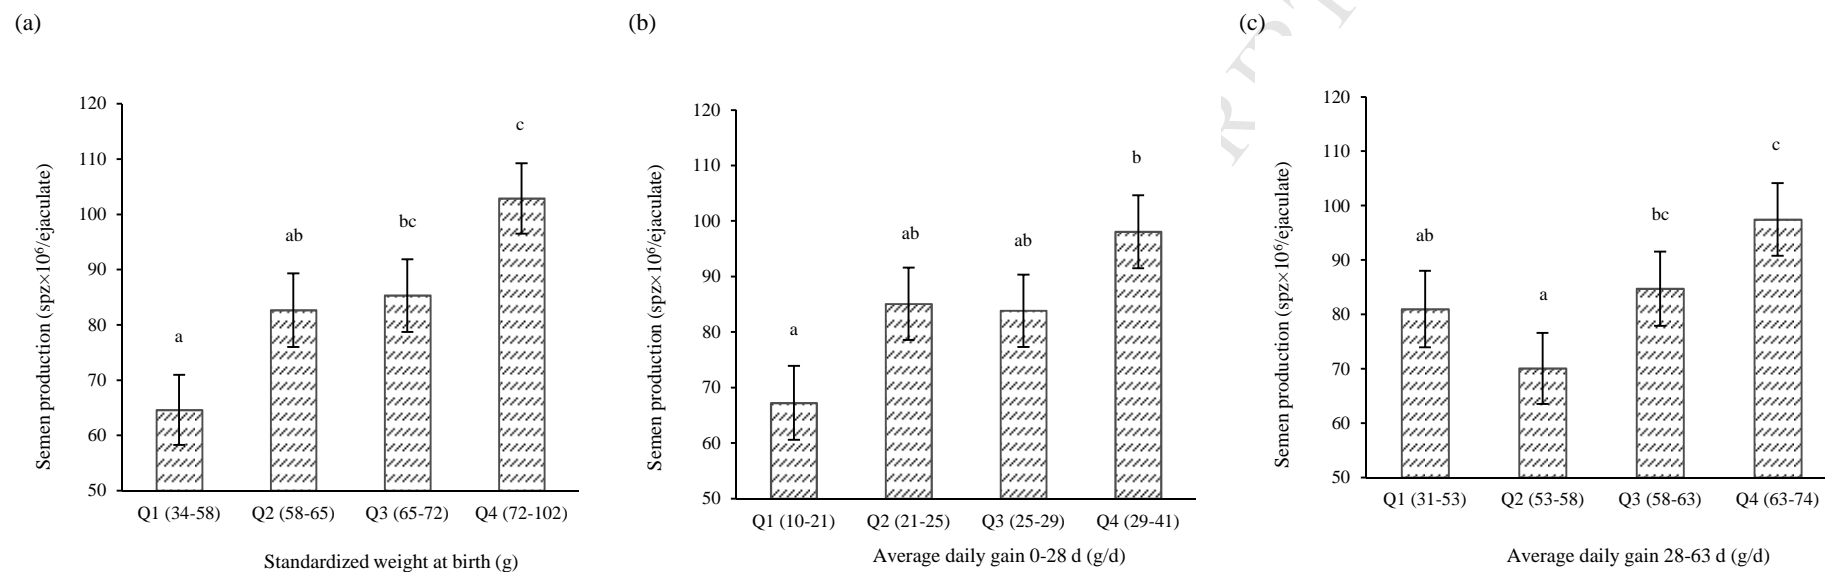 (a)
120
110
100
90
80
70
60
50
Semen production (spz×10⁶/ejaculate)
a
ab
bc
c
Q1 (34-58) Q2 (58-65) Q3 (65-72) Q4 (72-102)
Standardized weight at birth (g)
(b)
120
110
100
90
80
70
60
50
Semen production (spz×10⁶/ejaculate)
a
ab
ab
b
Q1 (10-21) Q2 (21-25) Q3 (25-29) Q4 (29-41)
Average daily gain 0-28 d (g/d)
(c)
120
110
100
90
80
70
60
50
Semen production (spz×10⁶/ejaculate)
ab
a
bc
c
Q1 (31-53) Q2 (53-58) Q3 (58-63) Q4 (63-74)
Average daily gain 28-63 d (g/d)